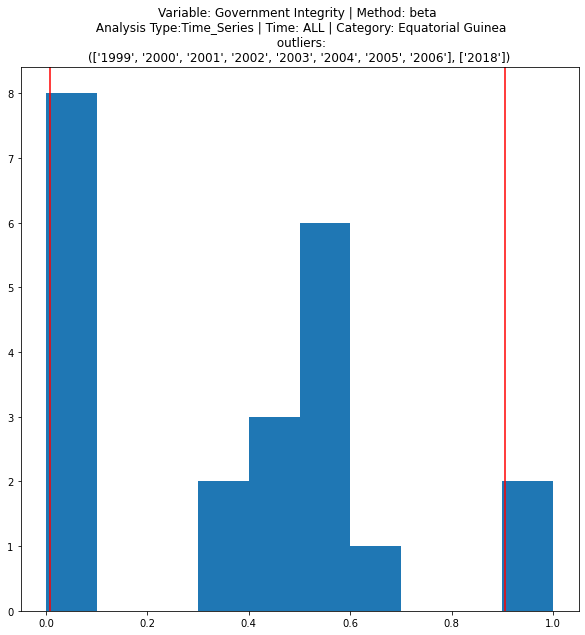 Variable: Government Integrity | Method: beta
Analysis Type:Time_Series | Time: ALL | Category: Equatorial Guinea
outliers:
(['1999', '2000', '2001', '2002', '2003', '2004', '2005', '2006'], ['2018'])
8
7
6
5
4
3
2
1
0
0.0 0.2 0.4 0.6 0.8 1.0